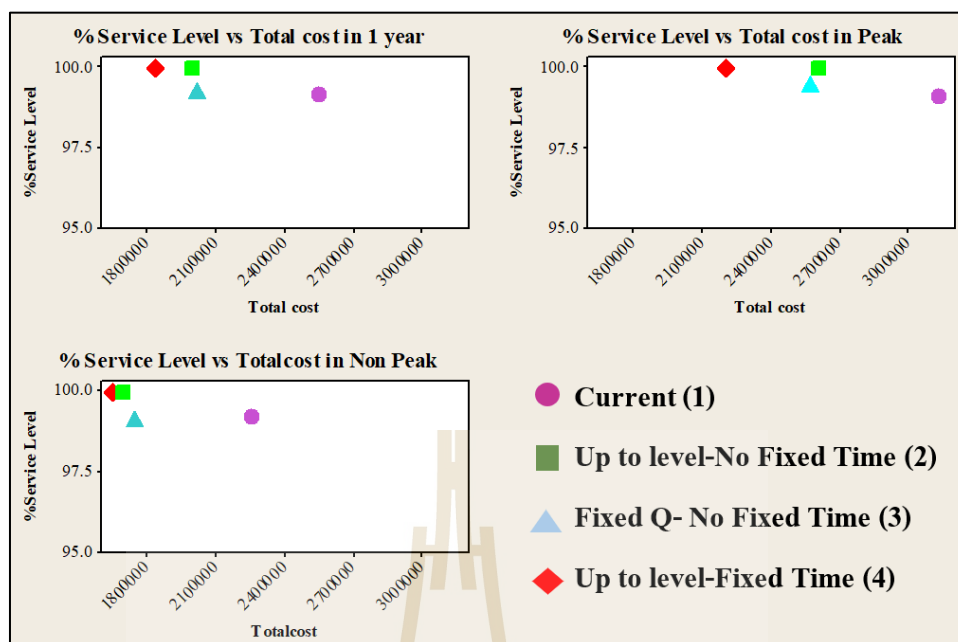 % Service Level vs Total cost in 1 year
%Service Level
100.0
97.5
95.0
1800000
2100000
2400000
2700000
3000000
Total cost
% Service Level vs Total cost in Peak
%Service Level
100.0
97.5
95.0
1800000
2100000
2400000
2700000
3000000
Total cost
% Service Level vs Totalcost in Non Peak
%Service Level
100.0
97.5
95.0
1800000
2100000
2400000
2700000
3000000
Totalcost
Current (1)
Up to level-No Fixed Time (2)
Fixed Q- No Fixed Time (3)
Up to level-Fixed Time (4)